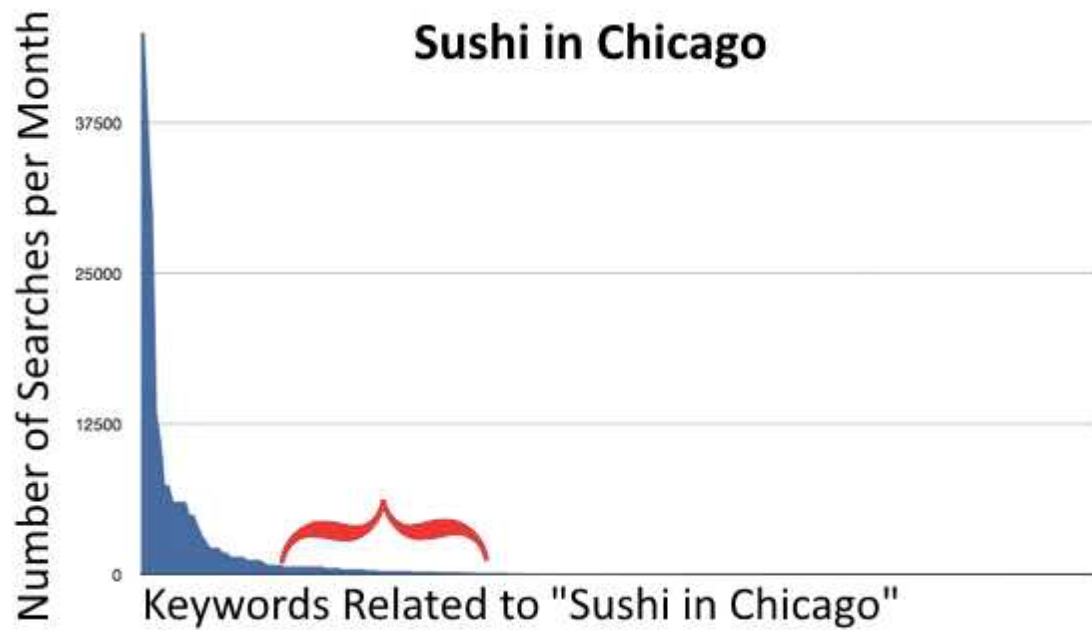 Sushi in Chicago
Number of Searches per Month
37500
25000
12500
0
Keywords Related to "Sushi in Chicago"